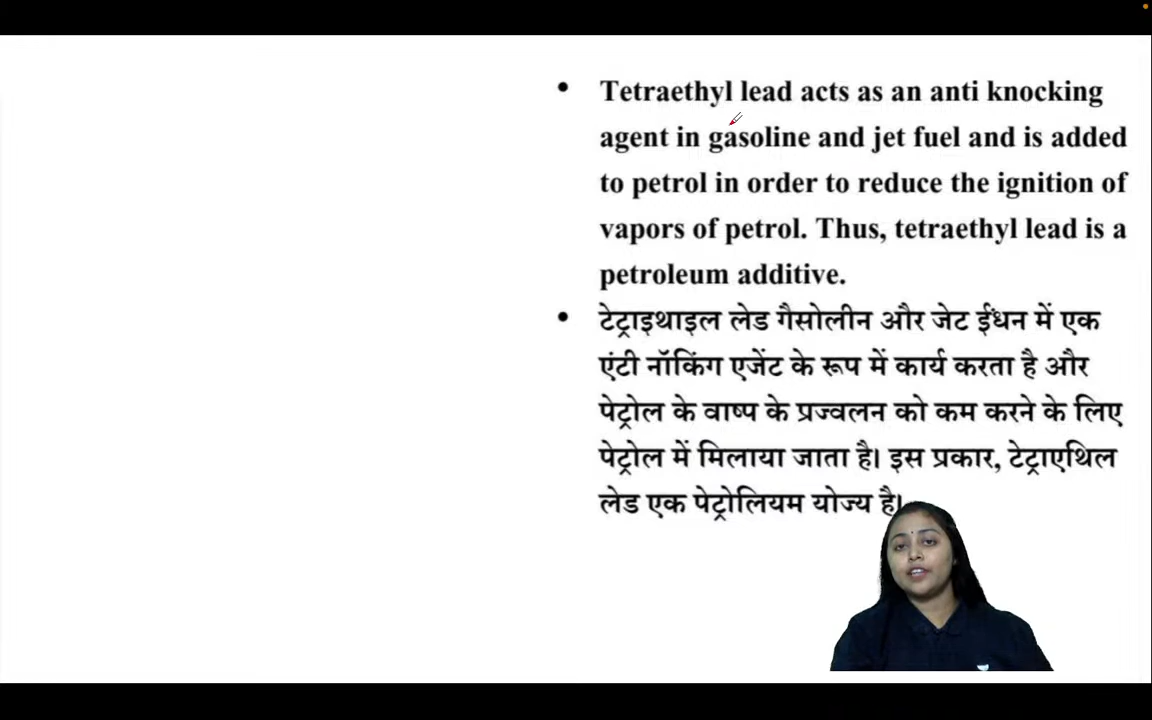 • Tetraethyl lead acts as an anti knocking
agent in gasoline and jet fuel and is added
to petrol in order to reduce the ignition of
vapors of petrol. Thus, tetraethyl lead is a
petroleum additive.
• टेट्राइथाइल लेड गैसोलीन और जेट ईंधन में एक
एंटी नॉकिंग एजेंट के रूप में कार्य करता है और
पेट्रोल के वाष्प के प्रज्वलन को कम करने के लिए
पेट्रोल में मिलाया जाता है। इस प्रकार, टेट्राएथिल
लेड एक पेट्रोलियम योज्य है।